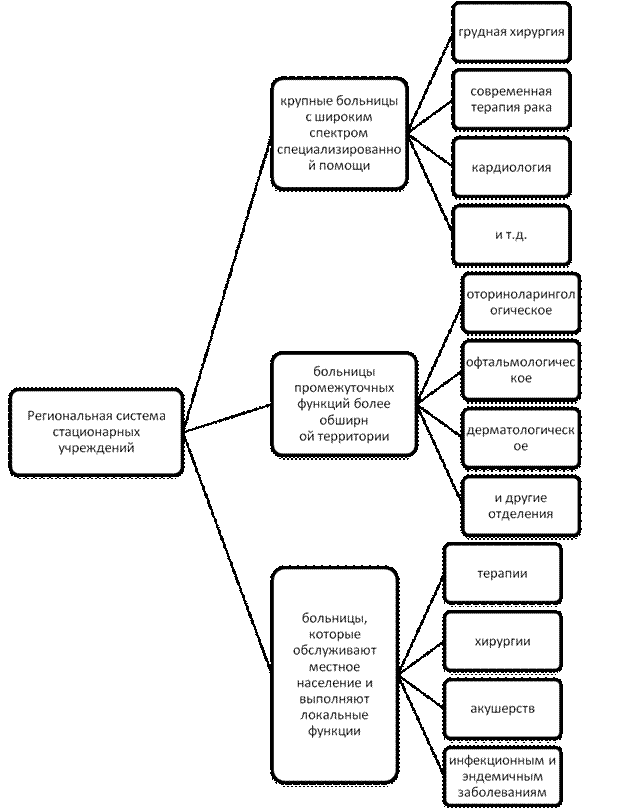 грудная хирургия
современная
терапия рака
кардиология
и т.д.
крупные больницы
с широким
спектром
специализированно
й помощи
оториноларингол
огическое
офтальмологичес
кое
дерматологическ
ое
и другие
отделения
больницы
промежуточных
функций более
обширн
ой территории
Региональная система
стационарных
учреждений
терапии
хирургии
акушерств
инфекционным и
эндемичным
заболеваниям
больницы,
которые
обслуживают
местное
население и
выполняют
локальные
функции